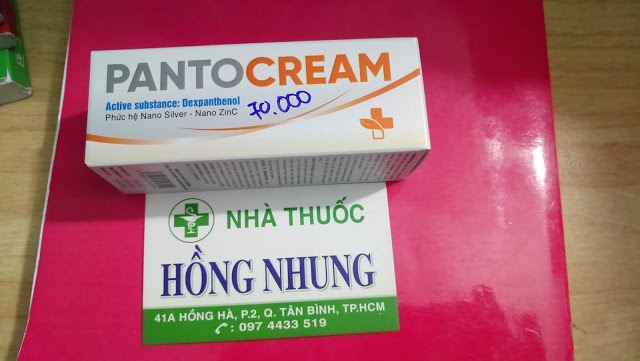 PANTOCREAM
Active substance: Dexpanthenol
Phức hệ Nano Silver - Nano ZinC
70.000
NHÀ THUỐC
HỒNG NHUNG
41A HỒNG HÀ, P.2, Q. TÂN BÌNH, TP.HCM
: 097 4433 519